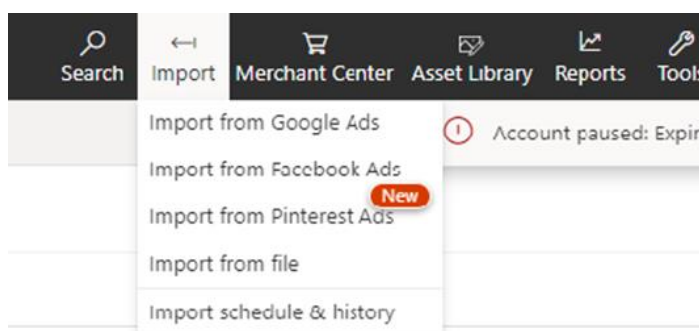 Search Import Merchant Center Asset Library Reports Tools
Import from Google Ads
Account paused: Expir
Import from Facebook Ads
New
Import from Pinterest Ads
Import from file
Import schedule & history